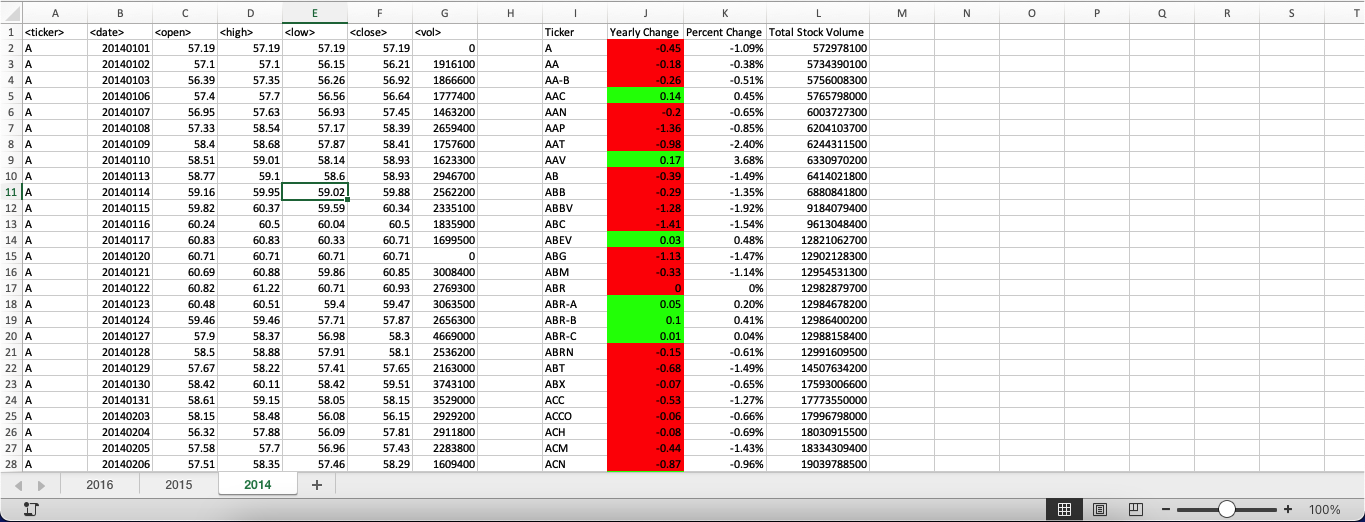 A B C D E F G H I J K L M N O P Q R S T
1 <ticker> <date> <open> <high> <low> <close> <vol> Ticker Yearly Change Percent Change Total Stock Volume
2 A 20140101 57.19 57.19 57.19 57.19 0 A -0.45 -1.09% 572978100
3 A 20140102 57.1 57.1 56.15 56.21 1916100 AA -0.18 -0.38% 5734390100
4 A 20140103 56.39 57.35 56.26 56.92 1866600 AA-B -0.26 -0.51% 5756008300
5 A 20140106 57.4 57.7 56.56 56.64 1777400 AAC 0.14 0.45% 5765798000
6 A 20140107 56.95 57.63 56.93 57.45 1463200 AAN -0.2 -0.65% 6003727300
7 A 20140108 57.33 58.54 57.17 58.39 2659400 AAP -1.36 -0.85% 6204103700
8 A 20140109 58.4 58.68 57.87 58.41 1757600 AAT -0.98 -2.40% 6244311500
9 A 20140110 58.51 59.01 58.14 58.93 1623300 AAV 0.17 3.68% 6330970200
10 A 20140113 58.77 59.1 58.6 58.93 2946700 AB -0.39 -1.49% 6414021800
11 A 20140114 59.16 59.95 59.02 59.88 2562200 ABB -0.29 -1.35% 6880841800
12 A 20140115 59.82 60.37 59.59 60.34 2335100 ABBV -1.28 -1.92% 9184079400
13 A 20140116 60.24 60.5 60.04 60.5 1835900 ABC -1.41 -1.54% 9613048400
14 A 20140117 60.83 60.83 60.33 60.71 1699500 ABEV 0.03 0.48% 12821062700
15 A 20140120 60.71 60.71 60.71 60.71 0 ABG -1.13 -1.47% 12902128300
16 A 20140121 60.69 60.88 59.86 60.85 3008400 ABM -0.33 -1.14% 12954531300
17 A 20140122 60.82 61.22 60.71 60.93 2769300 ABR 0 0% 12982879700
18 A 20140123 60.48 60.51 59.4 59.47 3063500 ABR-A 0.05 0.20% 12984678200
19 A 20140124 59.46 59.46 57.71 57.87 2656300 ABR-B 0.1 0.41% 12986400200
20 A 20140127 57.9 58.37 56.98 58.3 4669000 ABR-C 0.01 0.04% 12988158400
21 A 20140128 58.5 58.88 57.91 58.1 2536200 ABRN -0.15 -0.61% 12991609500
22 A 20140129 57.67 58.22 57.41 57.65 2163000 ABT -0.68 -1.49% 14507634200
23 A 20140130 58.42 60.11 58.42 59.51 3743100 ABX -0.07 -0.65% 17593006600
24 A 20140131 58.61 59.15 58.05 58.15 3529000 ACC -0.53 -1.27% 17773550000
25 A 20140203 58.15 58.48 56.08 56.15 2929200 ACCO -0.06 -0.66% 17996798000
26 A 20140204 56.32 57.88 56.09 57.81 2911800 ACH -0.08 -0.69% 18030915500
27 A 20140205 57.58 57.7 56.96 57.43 2283800 ACM -0.44 -1.43% 18334309400
28 A 20140206 57.51 58.35 57.46 58.29 1609400 ACN -0.87 -0.96% 19039788500
2016 2015 2014 +
− + 100%